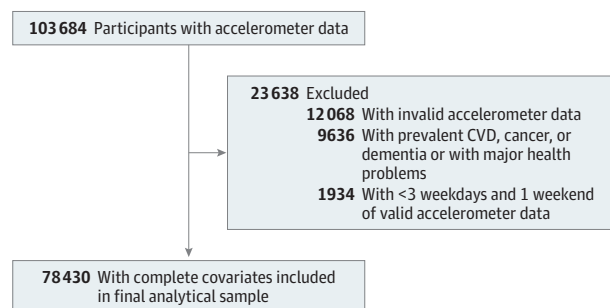 103 684 Participants with accelerometer data
23 638 Excluded
12 068 With invalid accelerometer data
9636 With prevalent CVD, cancer, or
dementia or with major health
problems
1934 With <3 weekdays and 1 weekend
of valid accelerometer data
78 430 With complete covariates included
in final analytical sample